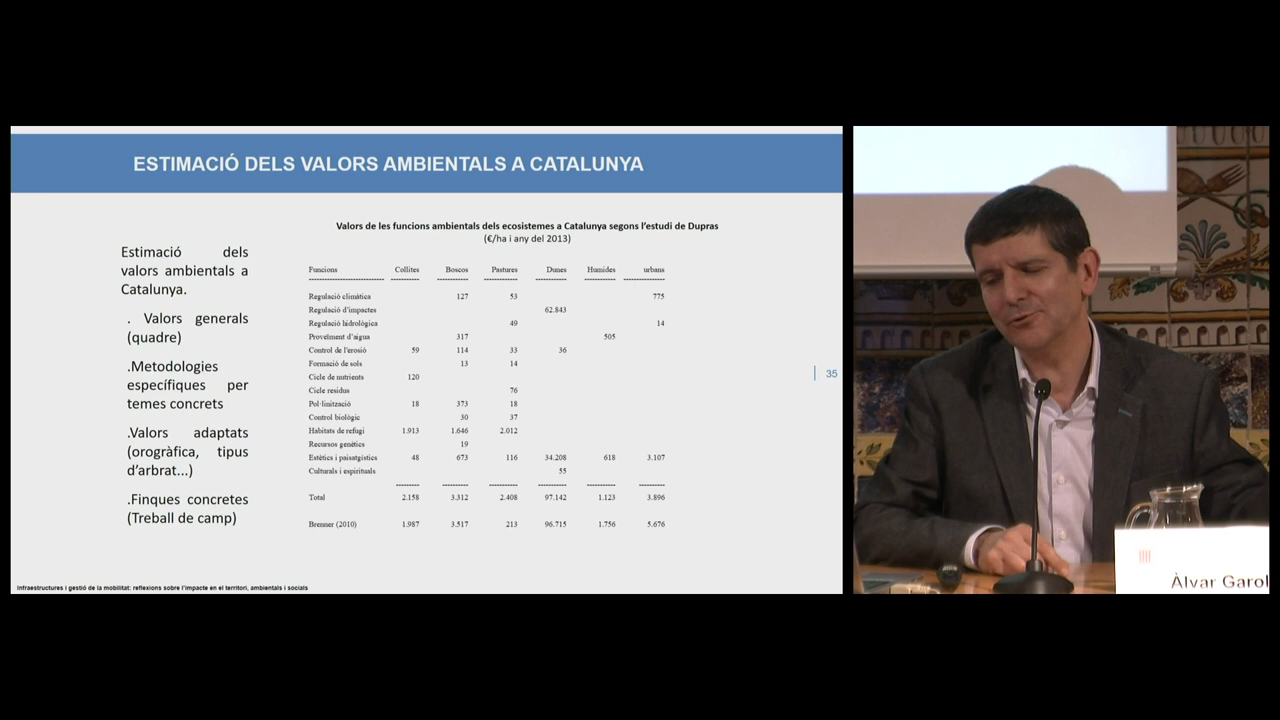 ESTIMACIÓ DELS VALORS AMBIENTALS A CATALUNYA
Estimació dels
valors ambientals a
Catalunya.
. Valors generals
(quadre)
.Metodologies
específiques per
temes concrets
.Valors adaptats
(orogràfica, tipus
d'arbrat...)
.Finques concretes
(Treball de camp)
Valors de les funcions ambientals dels ecosistemes a Catalunya segons l'estudi de Dupras
(€/ha i any del 2013)
Funcions Collites Boscos Pastures Dunes Humides urbans
Regulació climàtica 127 53 775
Regulació d'impactes 62.843
Regulació hidrològica 49 14
Proveïment d'aigua 317 505
Control de l'erosió 59 114 33 36
Formació de sols 13 14
Cicle de nutrients 120
Cicle residus 76
Pol·linització 18 373 18
Control biològic 30 37
Habitats de refugi 1.913 1.646 2.012
Recursos genètics 19
Estètics i paisatgístics 48 673 116 34.208 618 3.107
Culturals i espirituals 55
Total 2.158 3.312 2.408 97.142 1.123 3.896
Brenner (2010) 1.987 3.517 213 96.715 1.756 5.676
35
Infraestructures i gestió de la mobilitat: reflexions sobre l'impacte en el territori, ambientals i socials
Àlvar Garol